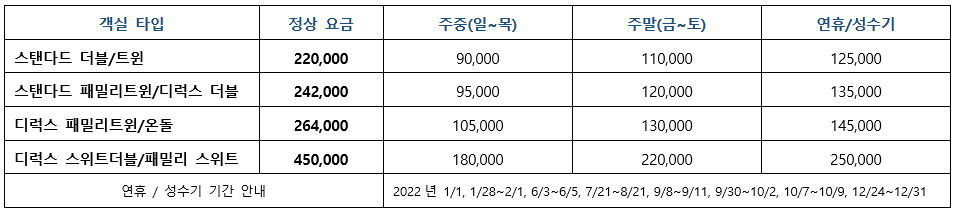 객실 타입 정상 요금 주중(일~목) 주말(금~토) 연휴/성수기
스탠다드 더블/트윈 220,000 90,000 110,000 125,000
스탠다드 패밀리트윈/디럭스 더블 242,000 95,000 120,000 135,000
디럭스 패밀리트윈/온돌 264,000 105,000 130,000 145,000
디럭스 스위트더블/패밀리 스위트 450,000 180,000 220,000 250,000
연휴 / 성수기 기간 안내 2022 년 1/1, 1/28~2/1, 6/3~6/5, 7/21~8/21, 9/8~9/11, 9/30~10/2, 10/7~10/9, 12/24~12/31